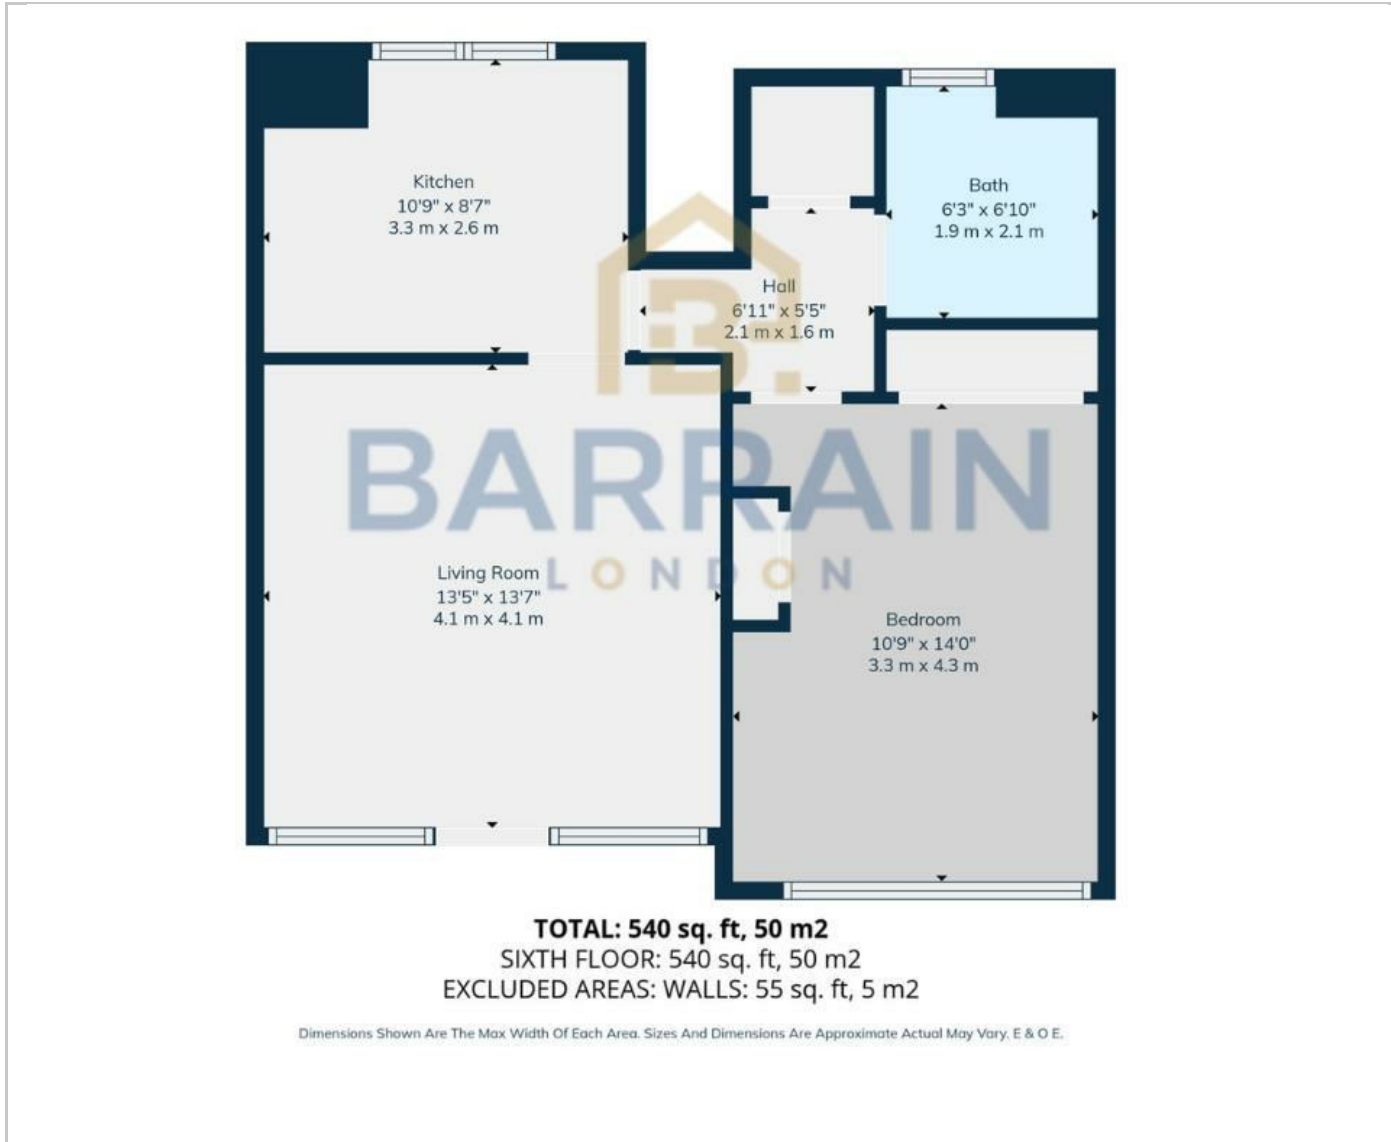 Kitchen
10'9" x 8'7"
3.3 m x 2.6 m
Bath
6'3" x 6'10"
1.9 m x 2.1 m
Hall
6'11" x 5'5"
2.1 m x 1.6 m
B.
BARRAIN
LONDON
Living Room
13'5" x 13'7"
4.1 m x 4.1 m
Bedroom
10'9" x 14'0"
3.3 m x 4.3 m
TOTAL: 540 sq. ft, 50 m2
SIXTH FLOOR: 540 sq. ft, 50 m2
EXCLUDED AREAS: WALLS: 55 sq. ft, 5 m2
Dimensions Shown Are The Max Width Of Each Area. Sizes And Dimensions Are Approximate Actual May Vary. E & O E.